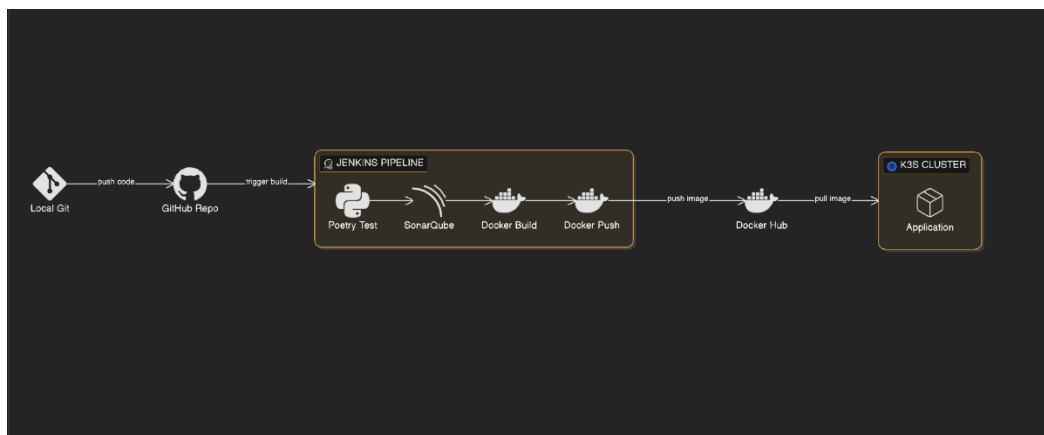 JENKINS PIPELINE
K3S CLUSTER
push code
trigger build
push image
pull image
Local Git
GitHub Repo
Poetry Test
SonarQube
Docker Build
Docker Push
Docker Hub
Application